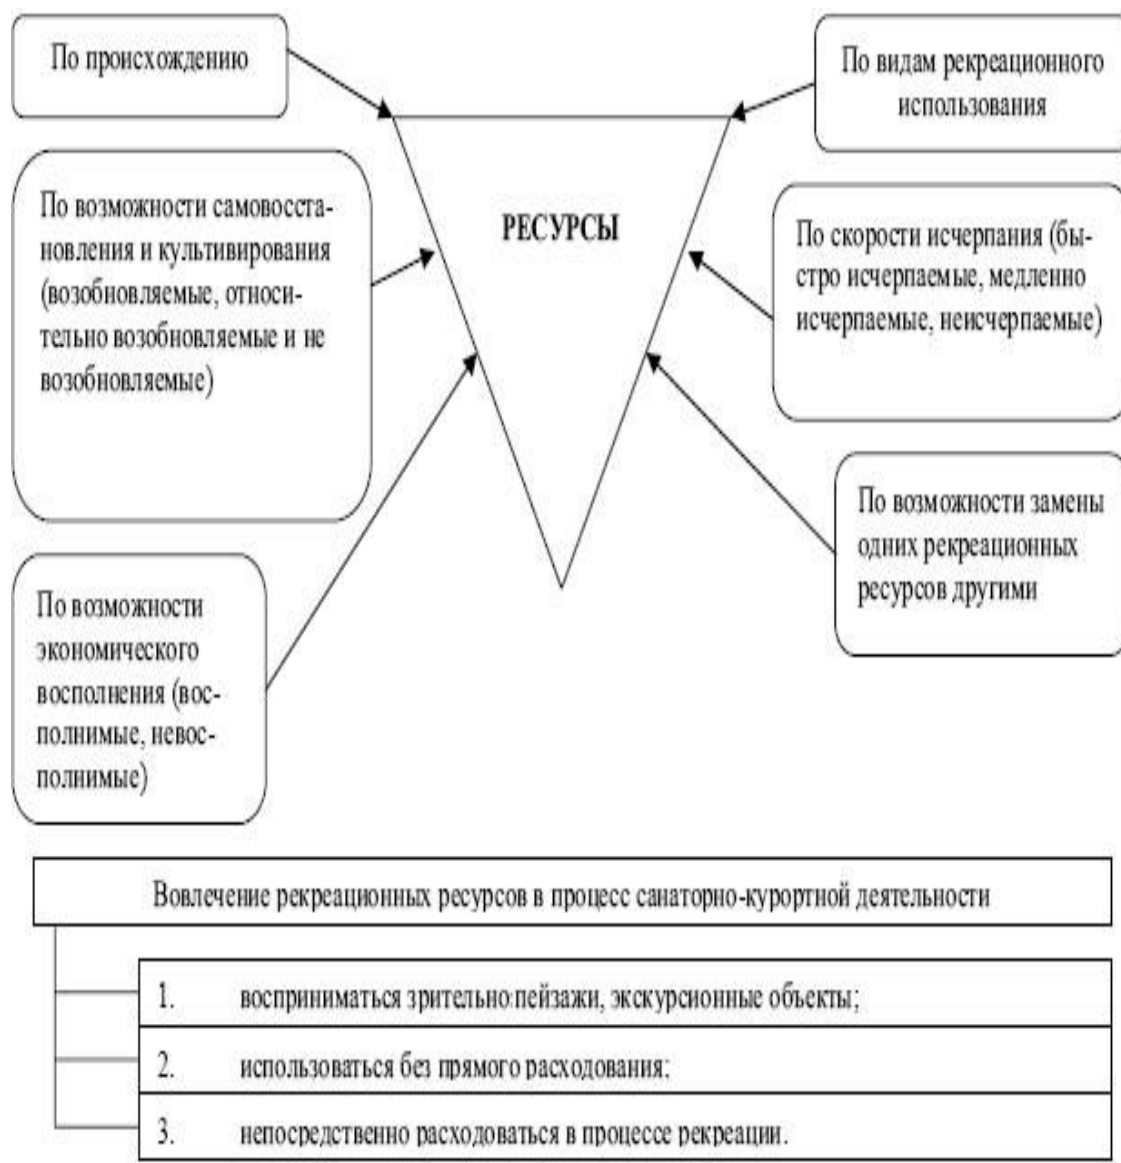 По происхождению
По видам рекреационного
использования
По возможности самовосста-
новления и культивирования
(возобновляемые, относи-
тельно возобновляемые и не
возобновляемые)
РЕСУРСЫ
По скорости исчерпания (бы-
стро исчерпаемые, медленно
исчерпаемые, неисчерпаемые)
По возможности
экономического
восполнения (вос-
полнимые, невос-
полнимые)
По возможности замены
одних рекреационных
ресурсов другими
Вовлечение рекреационных ресурсов в процесс санаторно-курортной деятельности
1. восприниматься зрительно:пейзажи, экскурсионные объекты;
2. использоваться без прямого расходования;
3. непосредственно расходоваться в процессе рекреации.